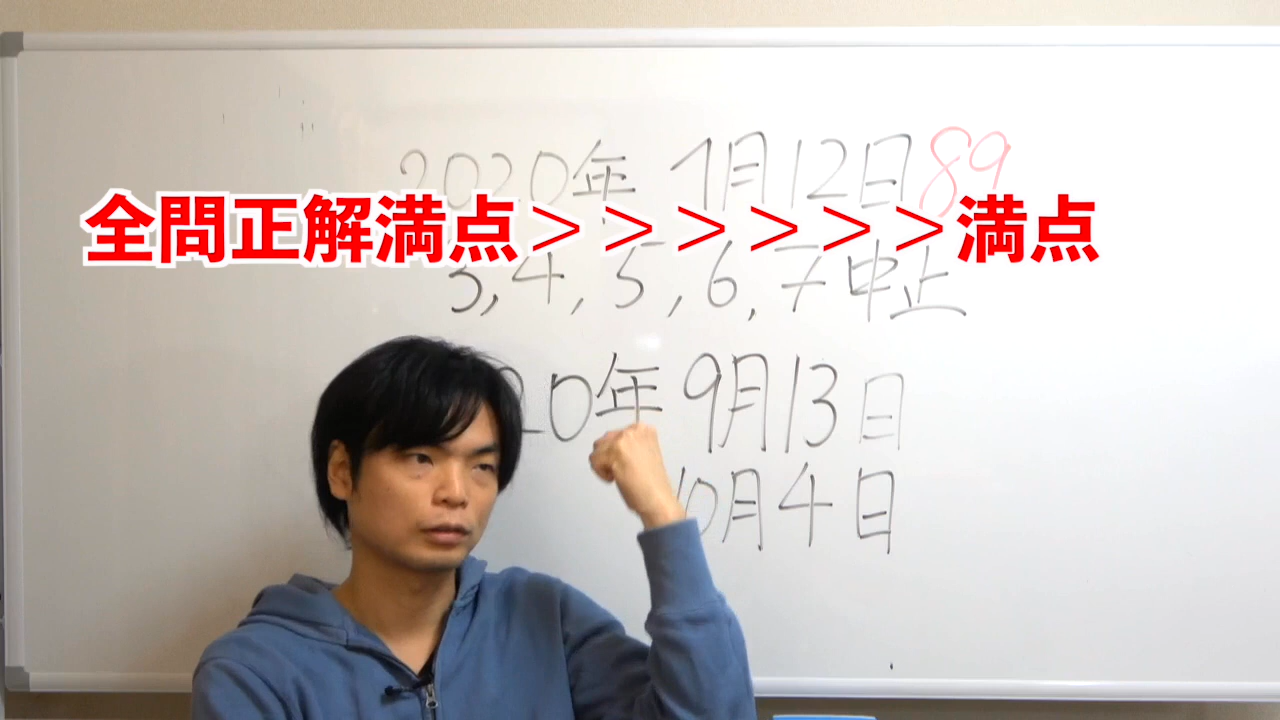 2020年 1月12日 89
全問正解満点>>>>>>満点
3, 4, 5, 6, 7 中止
20年 9月13日
10月4日